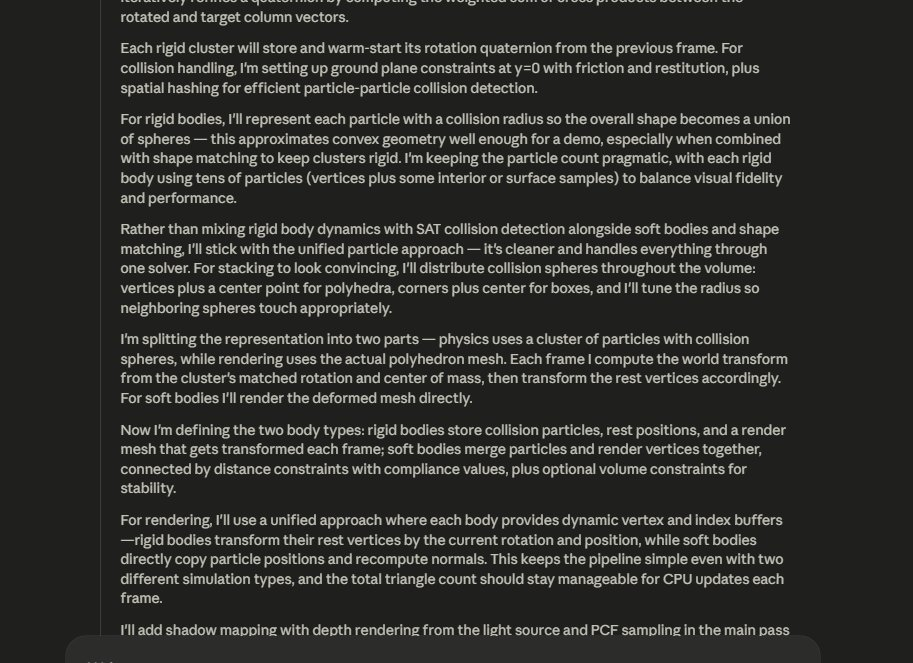 rotated and target column vectors.
Each rigid cluster will store and warm-start its rotation quaternion from the previous frame. For
collision handling, I'm setting up ground plane constraints at y=0 with friction and restitution, plus
spatial hashing for efficient particle-particle collision detection.
For rigid bodies, I'll represent each particle with a collision radius so the overall shape becomes a union
of spheres — this approximates convex geometry well enough for a demo, especially when combined
with shape matching to keep clusters rigid. I'm keeping the particle count pragmatic, with each rigid
body using tens of particles (vertices plus some interior or surface samples) to balance visual fidelity
and performance.
Rather than mixing rigid body dynamics with SAT collision detection alongside soft bodies and shape
matching, I'll stick with the unified particle approach — it's cleaner and handles everything through
one solver. For stacking to look convincing, I'll distribute collision spheres throughout the volume:
vertices plus a center point for polyhedra, corners plus center for boxes, and I'll tune the radius so
neighboring spheres touch appropriately.
I'm splitting the representation into two parts — physics uses a cluster of particles with collision
spheres, while rendering uses the actual polyhedron mesh. Each frame I compute the world transform
from the cluster's matched rotation and center of mass, then transform the rest vertices accordingly.
For soft bodies I'll render the deformed mesh directly.
Now I'm defining the two body types: rigid bodies store collision particles, rest positions, and a render
mesh that gets transformed each frame; soft bodies merge particles and render vertices together,
connected by distance constraints with compliance values, plus optional volume constraints for
stability.
For rendering, I'll use a unified approach where each body provides dynamic vertex and index buffers
—rigid bodies transform their rest vertices by the current rotation and position, while soft bodies
directly copy particle positions and recompute normals. This keeps the pipeline simple even with two
different simulation types, and the total triangle count should stay manageable for CPU updates each
frame.
I'll add shadow mapping with depth rendering from the light source and PCF sampling in the main pass